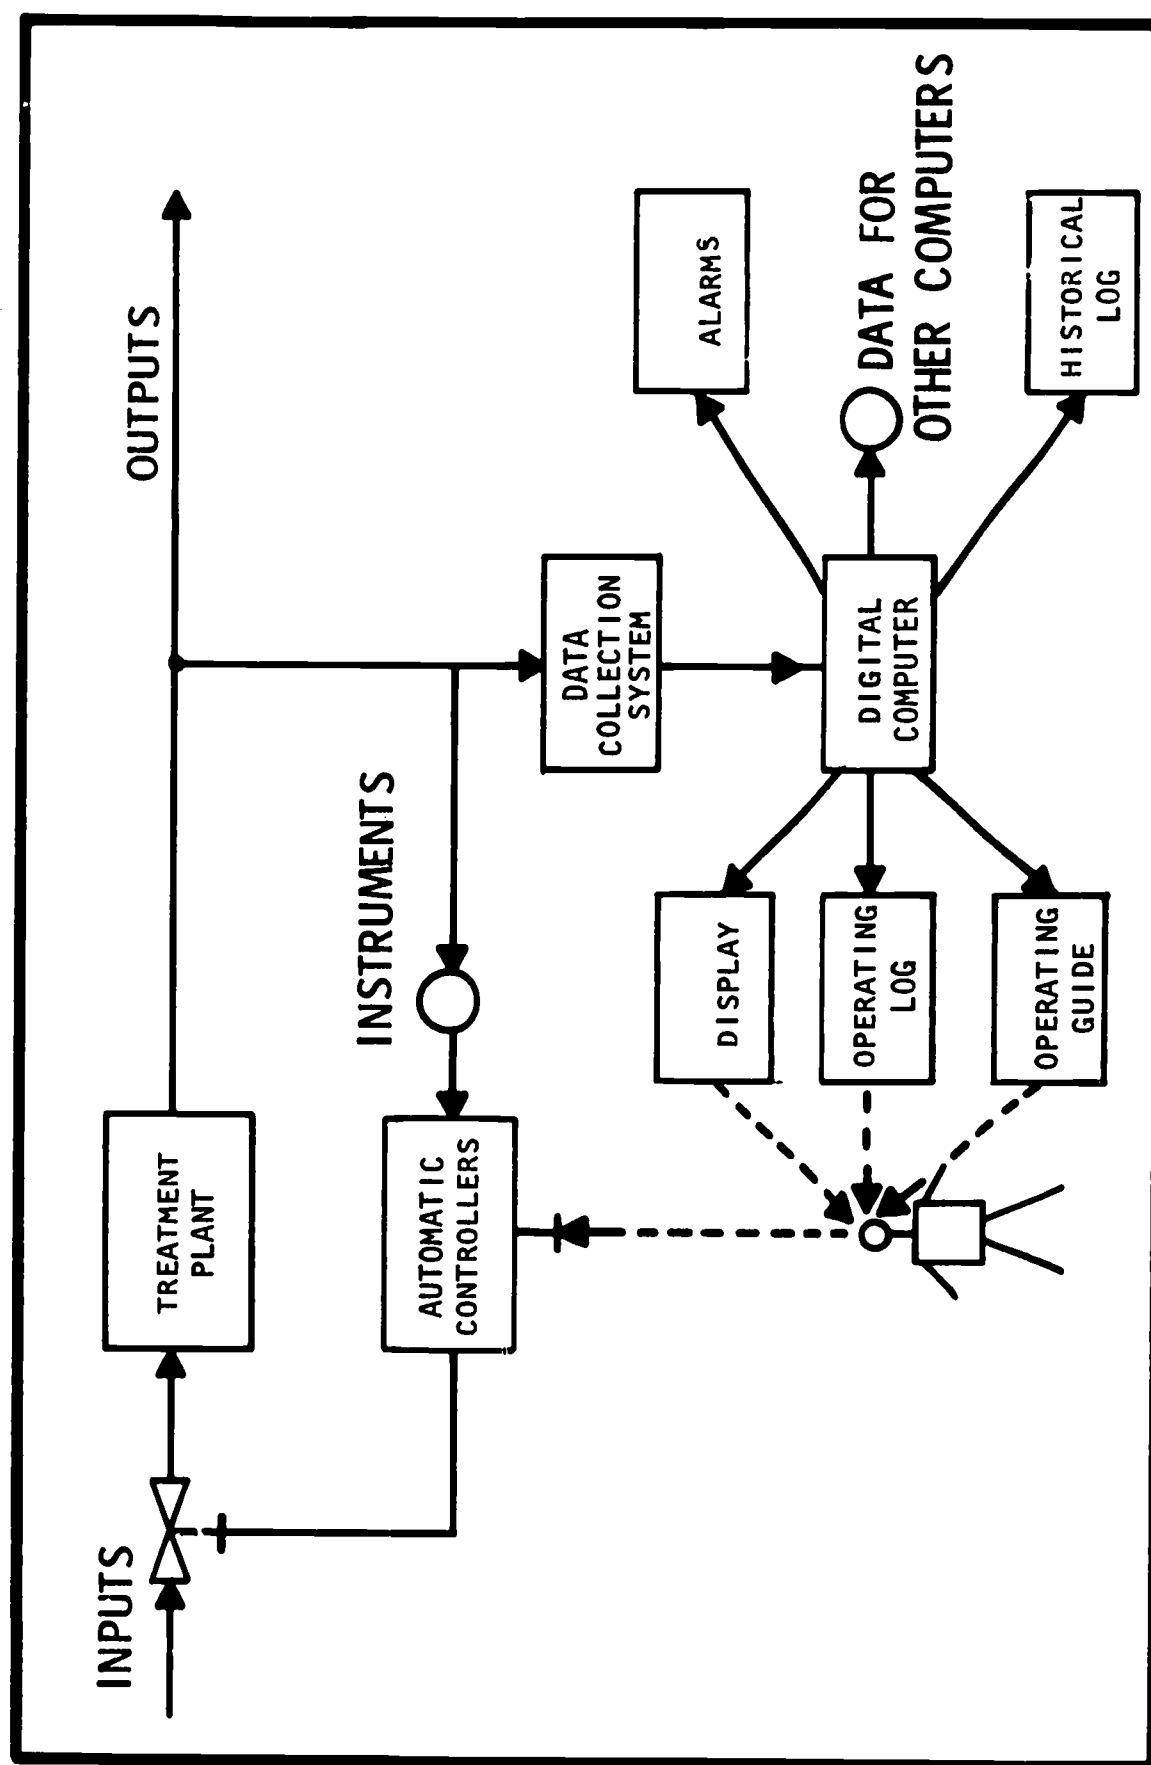 INPUTS
OUTPUTS
TREATMENT
PLANT
INSTRUMENTS
AUTOMATIC
CONTROLLERS
DATA
COLLECTION
SYSTEM
DISPLAY
ALARMS
OPERATING
LOG
DIGITAL
COMPUTER
DATA FOR
OTHER COMPUTERS
OPERATING
GUIDE
HISTORICAL
LOG